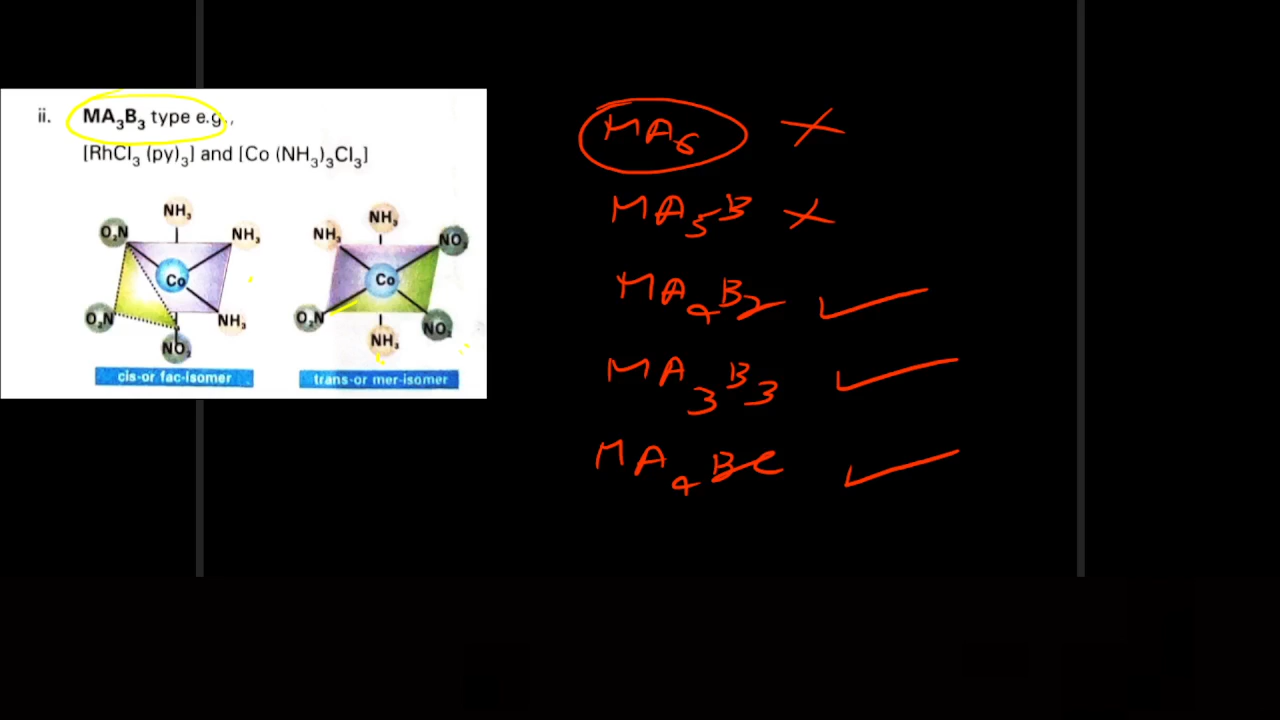 ii. MA₃B₃ type e.g.,
[RhCl₃ (py)₃] and [Co (NH₃)₃Cl₃]
NH₃
O₂N
NH₃
Co
O₂N
NH₃
NO₂
cis-or fac-isomer
NH₃
NH₃
NO₂
Co
O₂N
NO₂
NH₃
trans-or mer-isomer
MA₆ ×
MA₅B ×
MA₄B₂ ✓
MA₃B₃ ✓
MA₄BC ✓